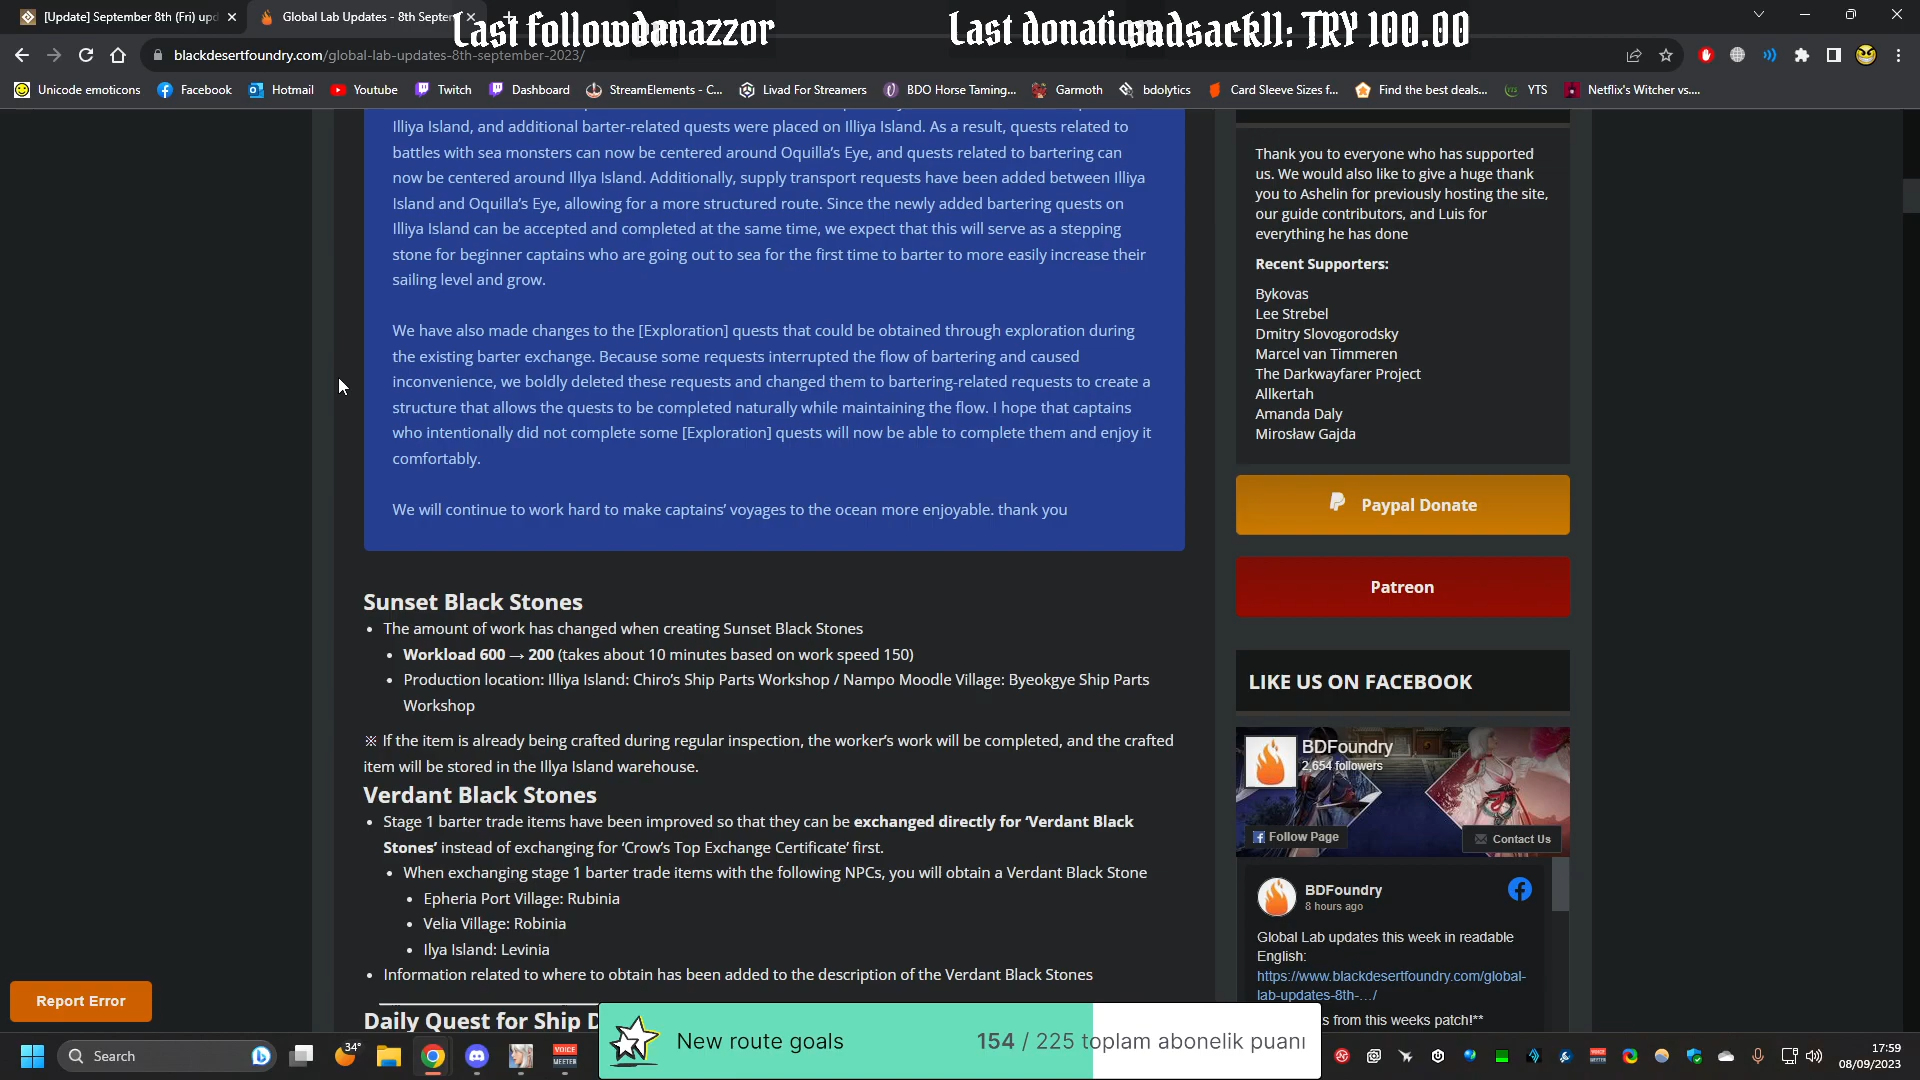 [Update] September 8th (Fri) upd
Global Lab Updates - 8th Septem
Last follower
danazzor
Last donation
sadsack11: TRY 100.00
blackdesertfoundry.com/global-lab-updates-8th-september-2023/
Unicode emoticons
Facebook
Hotmail
Youtube
Twitch
Dashboard
StreamElements - C...
Livad For Streamers
BDO Horse Taming...
Garmoth
bdolytics
Card Sleeve Sizes f...
Find the best deals...
YTS
Netflix's Witcher vs....
Illiya Island, and additional barter-related quests were placed on Illiya Island. As a result, quests related to
battles with sea monsters can now be centered around Oquilla's Eye, and quests related to bartering can
now be centered around Illya Island. Additionally, supply transport requests have been added between Illiya
Island and Oquilla's Eye, allowing for a more structured route. Since the newly added bartering quests on
Illiya Island can be accepted and completed at the same time, we expect that this will serve as a stepping
stone for beginner captains who are going out to sea for the first time to barter to more easily increase their
sailing level and grow.
We have also made changes to the [Exploration] quests that could be obtained through exploration during
the existing barter exchange. Because some requests interrupted the flow of bartering and caused
inconvenience, we boldly deleted these requests and changed them to bartering-related requests to create a
structure that allows the quests to be completed naturally while maintaining the flow. I hope that captains
who intentionally did not complete some [Exploration] quests will now be able to complete them and enjoy it
comfortably.
We will continue to work hard to make captains' voyages to the ocean more enjoyable. thank you
Sunset Black Stones
The amount of work has changed when creating Sunset Black Stones
Workload 600 → 200 (takes about 10 minutes based on work speed 150)
Production location: Illiya Island: Chiro's Ship Parts Workshop / Nampo Moodle Village: Byeokgye Ship Parts
Workshop
※ If the item is already being crafted during regular inspection, the worker's work will be completed, and the crafted
item will be stored in the Illya Island warehouse.
Verdant Black Stones
Stage 1 barter trade items have been improved so that they can be exchanged directly for 'Verdant Black
Stones' instead of exchanging for 'Crow's Top Exchange Certificate' first.
When exchanging stage 1 barter trade items with the following NPCs, you will obtain a Verdant Black Stone
Epheria Port Village: Rubinia
Velia Village: Robinia
Ilya Island: Levinia
Information related to where to obtain has been added to the description of the Verdant Black Stones
Daily Quest for Ship D
Thank you to everyone who has supported
us. We would also like to give a huge thank
you to Ashelin for previously hosting the site,
our guide contributors, and Luis for
everything he has done
Recent Supporters:
Bykovas
Lee Strebel
Dmitry Slovogorodsky
Marcel van Timmeren
The Darkwayfarer Project
Allkertah
Amanda Daly
Mirosław Gajda
Paypal Donate
Patreon
LIKE US ON FACEBOOK
BDFoundry
2,654 followers
Follow Page
Contact Us
BDFoundry
8 hours ago
Global Lab updates this week in readable
English:
https://www.blackdesertfoundry.com/global-
lab-updates-8th-…/
s from this weeks patch!**
Report Error
New route goals
154 / 225 toplam abonelik puanı
Search
34°
VOICE
MEETER
17:59
08/09/2023